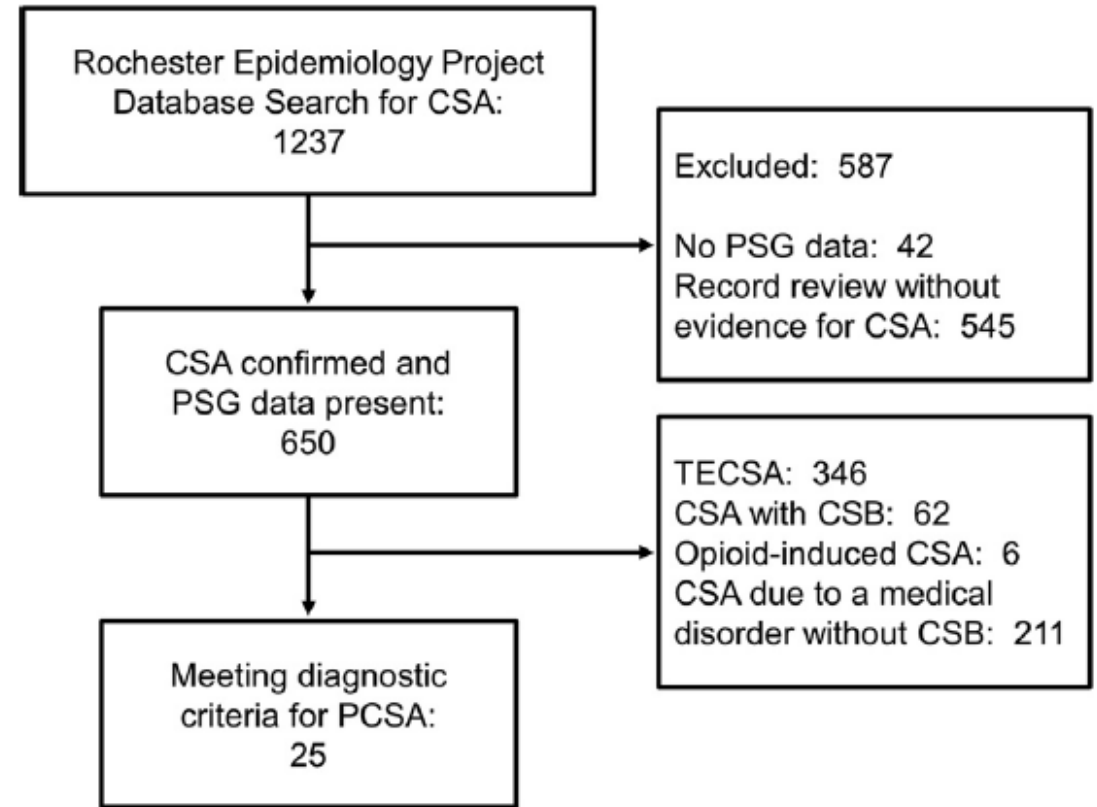 Rochester Epidemiology Project
Database Search for CSA:
1237
Excluded:  587
No PSG data:  42
Record review without
evidence for CSA:  545
CSA confirmed and
PSG data present:
650
TECSA:  346
CSA with CSB:  62
Opioid-induced CSA:  6
CSA due to a medical
disorder without CSB:  211
Meeting diagnostic
criteria for PCSA:
25